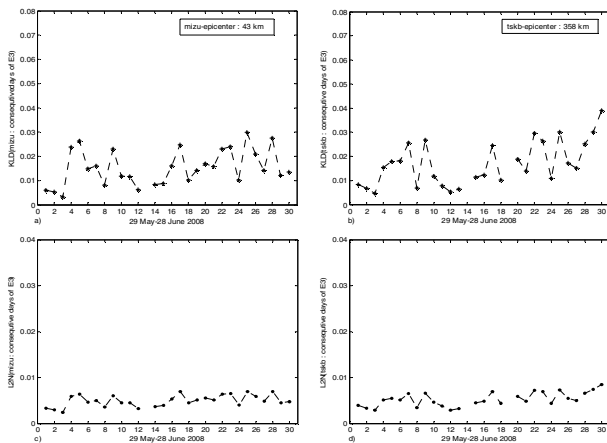 mizu-epicenter : 43 km
KLD(mizu : consequtivedays of E3)
0.08
0.07
0.06
0.05
0.04
0.03
0.02
0.01
0
0 2 4 6 8 10 12 14 16 18 20 22 24 26 28 30
a) 29 May-28 June 2008
tskb-epicenter : 358 km
KLD(tskb : consequtive days of E3)
0.08
0.07
0.06
0.05
0.04
0.03
0.02
0.01
0
0 2 4 6 8 10 12 14 16 18 20 22 24 26 28 30
b) 29 May-28 June 2008
L2N(mizu : consequtive days of E3)
0.04
0.03
0.02
0.01
0
0 2 4 6 8 10 12 14 16 18 20 22 24 26 28 30
c) 29 May-28 June 2008
L2N(tskb : consequtive days of E3)
0.04
0.03
0.02
0.01
0
0 2 4 6 8 10 12 14 16 18 20 22 24 26 28 30
d) 29 May-28 June 2008